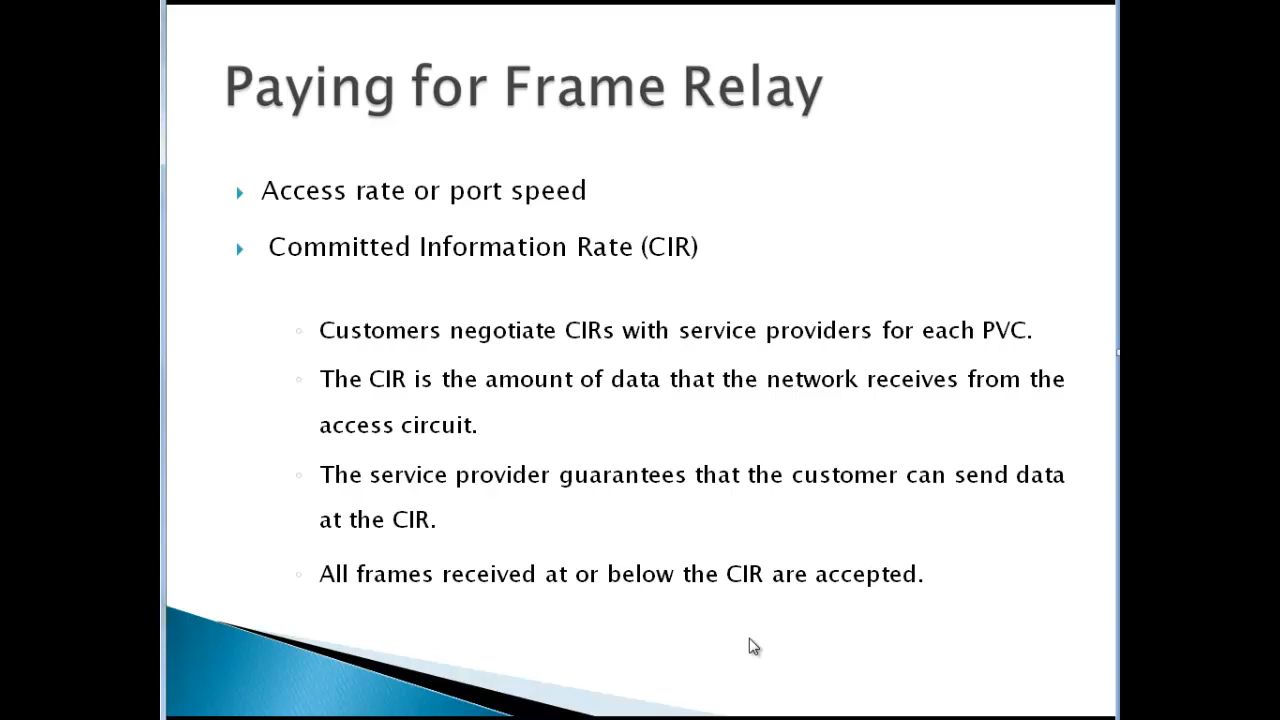 Paying for Frame Relay
Access rate or port speed
Committed Information Rate (CIR)
Customers negotiate CIRs with service providers for each PVC.
The CIR is the amount of data that the network receives from the
access circuit.
The service provider guarantees that the customer can send data
at the CIR.
All frames received at or below the CIR are accepted.